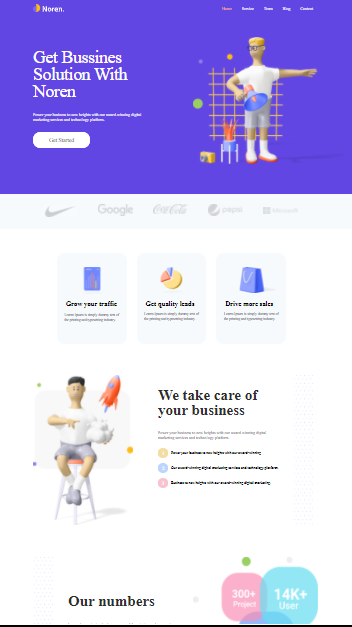 Noren.
Home Service Team Blog Contact
Get Bussines
Solution With
Noren
Power your business to new heights with our award-winning digital
marketing services and technology platform.
Get Started
Google Coca-Cola pepsi Microsoft
Grow your traffic
Lorem Ipsum is simply dummy text of
the printing and typesetting industry.
Get quality leads
Lorem Ipsum is simply dummy text of
the printing and typesetting industry.
Drive more sales
Lorem Ipsum is simply dummy text of
the printing and typesetting industry.
We take care of
your business
Power your business to new heights with our award-winning digital
marketing services and technology platform.
Power your business to new heights with our award-winning
Our award-winning digital marketing services and technology platform
Business to new heights with our award-winning digital marketing
Our numbers
300+
Project
14K+
User